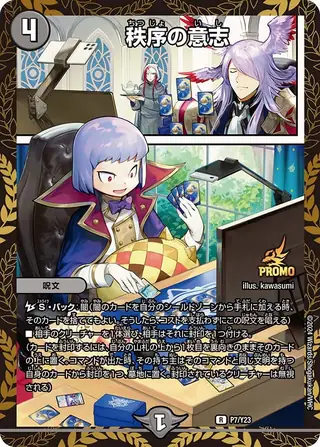 4
ちつじょ いし
秩序の意志
PROMO
illus. kawasumi
呪文
S・バック－闇（闇のカードを自分のシールドゾーンから手札に加える時、
そのカードを捨ててもよい。そうしたら、コストを支払わずにこの呪文を唱える）
■相手のクリーチャーを1体選び、相手はそれに封印を1つ付ける。
（カードを封印するには、自分の山札の上から1枚目を裏向きのままそのカード
の上に置く。コマンドが出た時、その持ち主はそのコマンドと同じ文明を持つ
自身のカードから封印を1つ、墓地に置く。封印されているクリーチャーは無視
される）
R P7/Y23